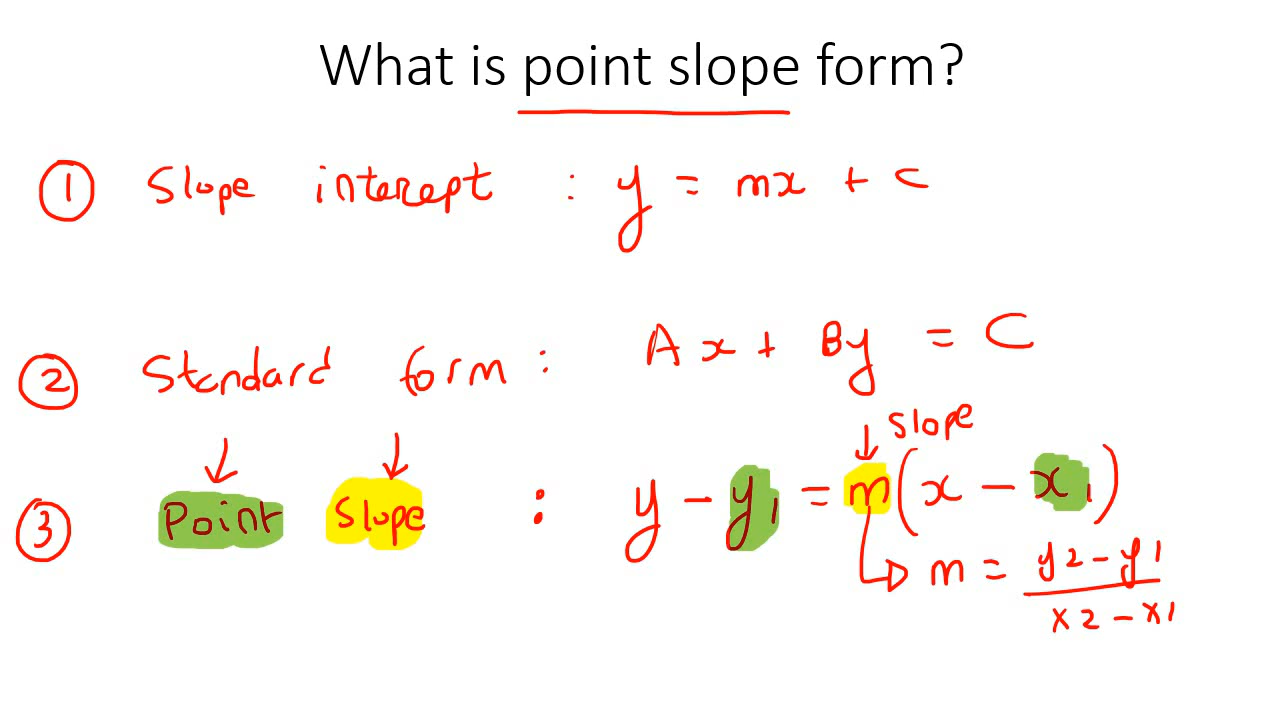 What is point slope form?
① Slope interept : y = mx + c
② Standard form : Ax + By = C
↓ slope
③ Point Slope : y - y₁ = m(x - x₁)
m = y2 - y1 / x2 - x1